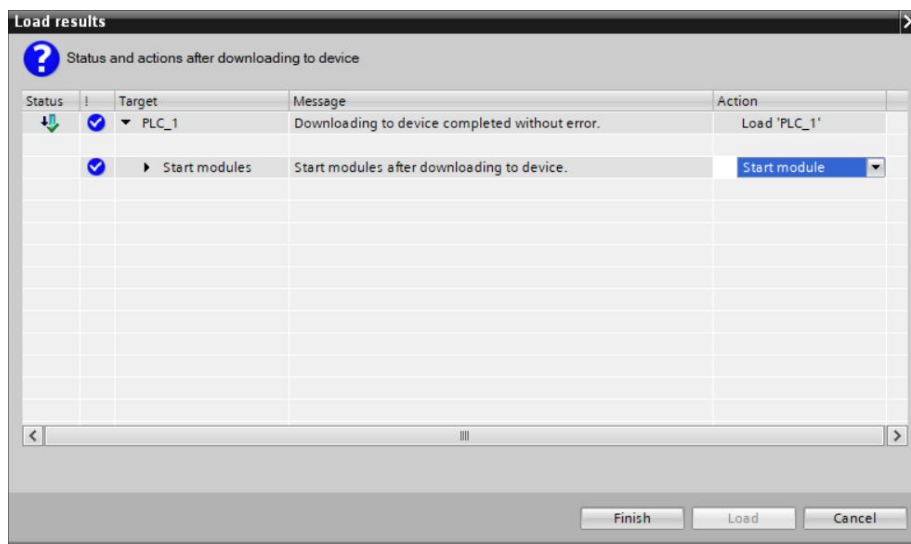 Load results
Status and actions after downloading to device
Status ! Target Message Action
PLC_1 Downloading to device completed without error. Load 'PLC_1'
Start modules Start modules after downloading to device. Start module
Finish Load Cancel